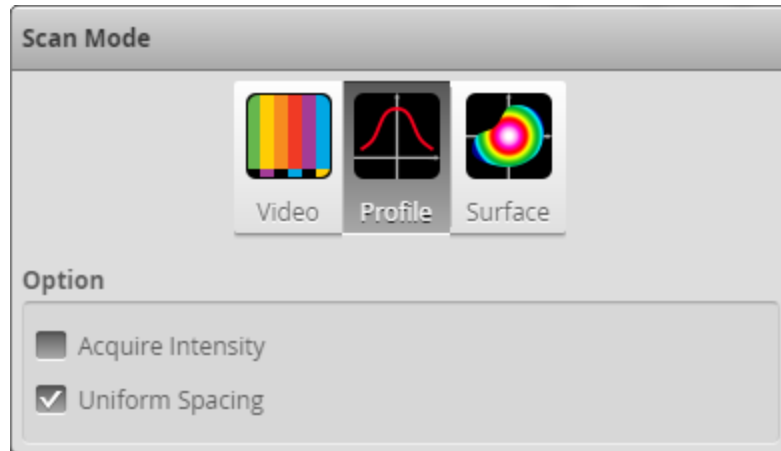 Scan Mode
Video Profile Surface
Option
Acquire Intensity
Uniform Spacing